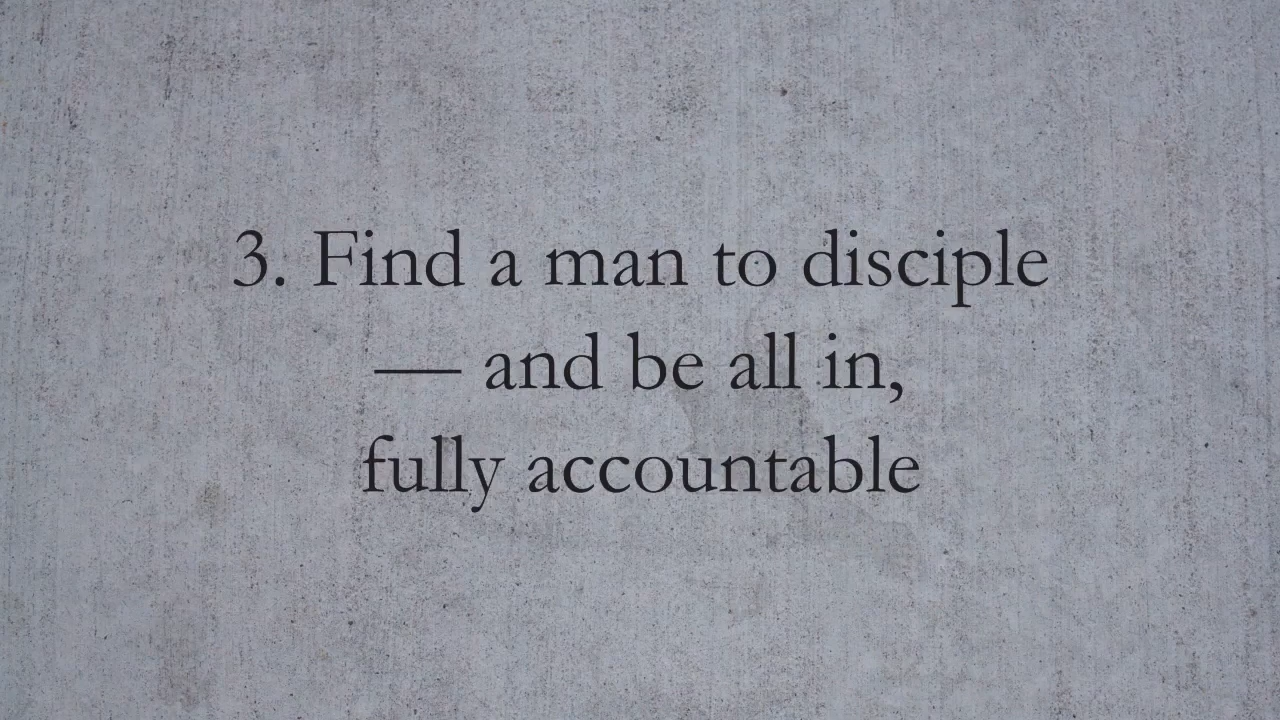 3. Find a man to disciple
— and be all in,
fully accountable